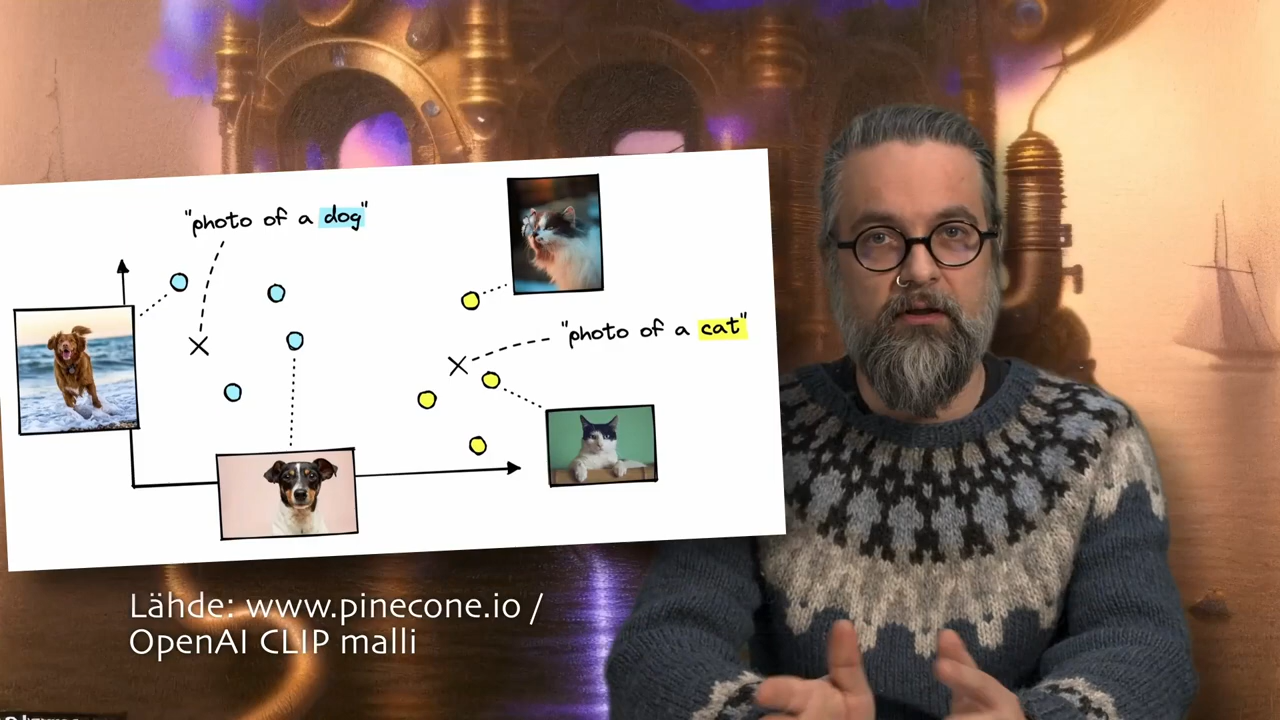 "photo of a dog"
"photo of a cat"
Lähde: www.pinecone.io /
OpenAI CLIP malli